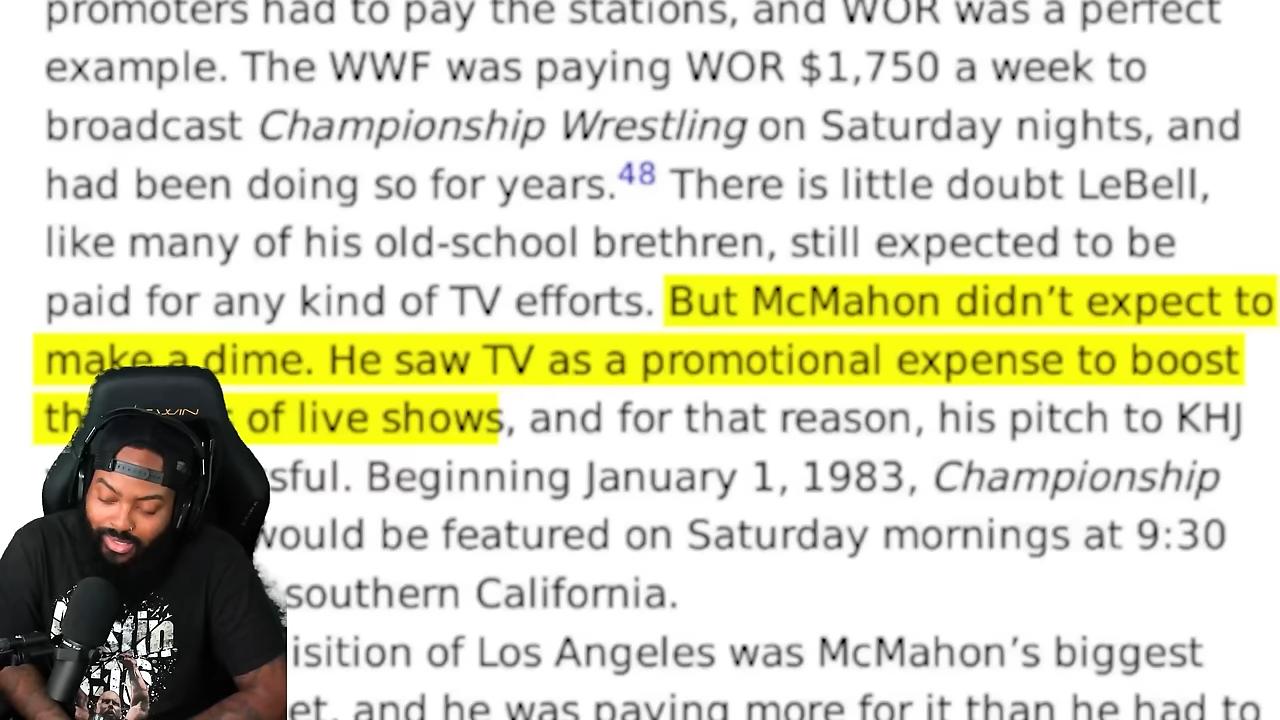 promoters had to pay the stations, and WOR was a perfect
example. The WWF was paying WOR $1,750 a week to
broadcast Championship Wrestling on Saturday nights, and
had been doing so for years.48 There is little doubt LeBell,
like many of his old-school brethren, still expected to be
paid for any kind of TV efforts. But McMahon didn’t expect to
make a dime. He saw TV as a promotional expense to boost
of live shows, and for that reason, his pitch to KHJ
Beginning January 1, 1983, Championship
would be featured on Saturday mornings at 9:30
southern California.
of Los Angeles was McMahon’s biggest
and he was paying more for it than he had to